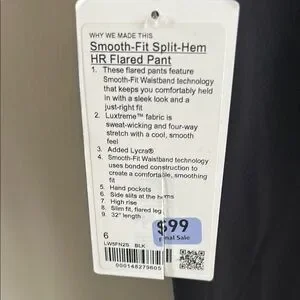 WHY WE MADE THIS
Smooth-Fit Split-Hem
HR Flared Pant
1. These flared pants feature
Smooth-Fit Waistband technology
that keeps you comfortably held
in with a sleek look and a
just-right fit
2. Luxtreme™ fabric is
sweat-wicking and four-way
stretch with a cool, smooth
feel
3. Added Lycra®
4. Smooth-Fit Waistband technology
uses bonded construction to
create a comfortable, smoothing
fit
5. Hand pockets
6. Side slits at the hems
7. High rise
8. Slim fit, flared leg
9. 32" length
$99
Final Sale
6
LW5FN2S BLK
000148279605